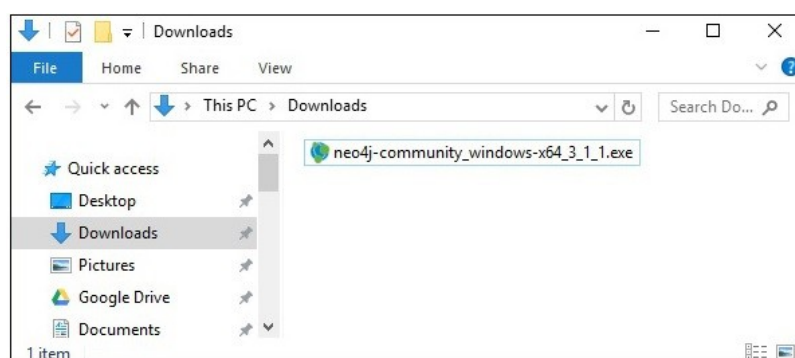 Downloads
File Home Share View
This PC > Downloads Search Do...
neo4j-community_windows-x64_3_1_1.exe
Quick access
Desktop
Downloads
Pictures
Google Drive
Documents
1 item